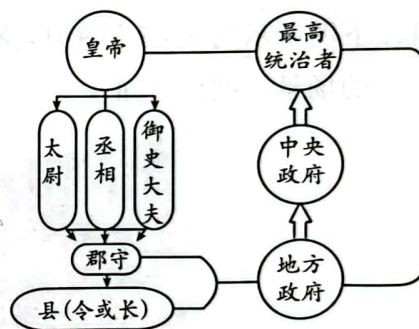 皇帝
最高
统治者
太尉
丞相
御史大夫
中央
政府
郡守
地方
政府
县(令或长)